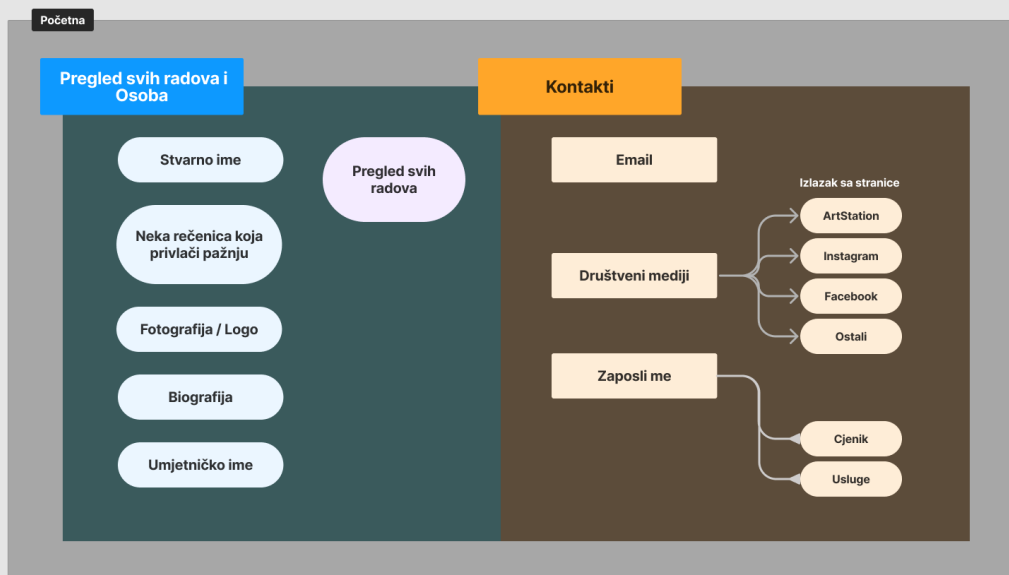 Početna
Pregled svih radova i
Osoba
Kontakti
Stvarno ime
Pregled svih
radova
Neka rečenica koja
privlači pažnju
Fotografija / Logo
Biografija
Umjetničko ime
Email
Izlazak sa stranice
Društveni mediji
ArtStation
Instagram
Facebook
Ostali
Zaposli me
Cjenik
Usluge